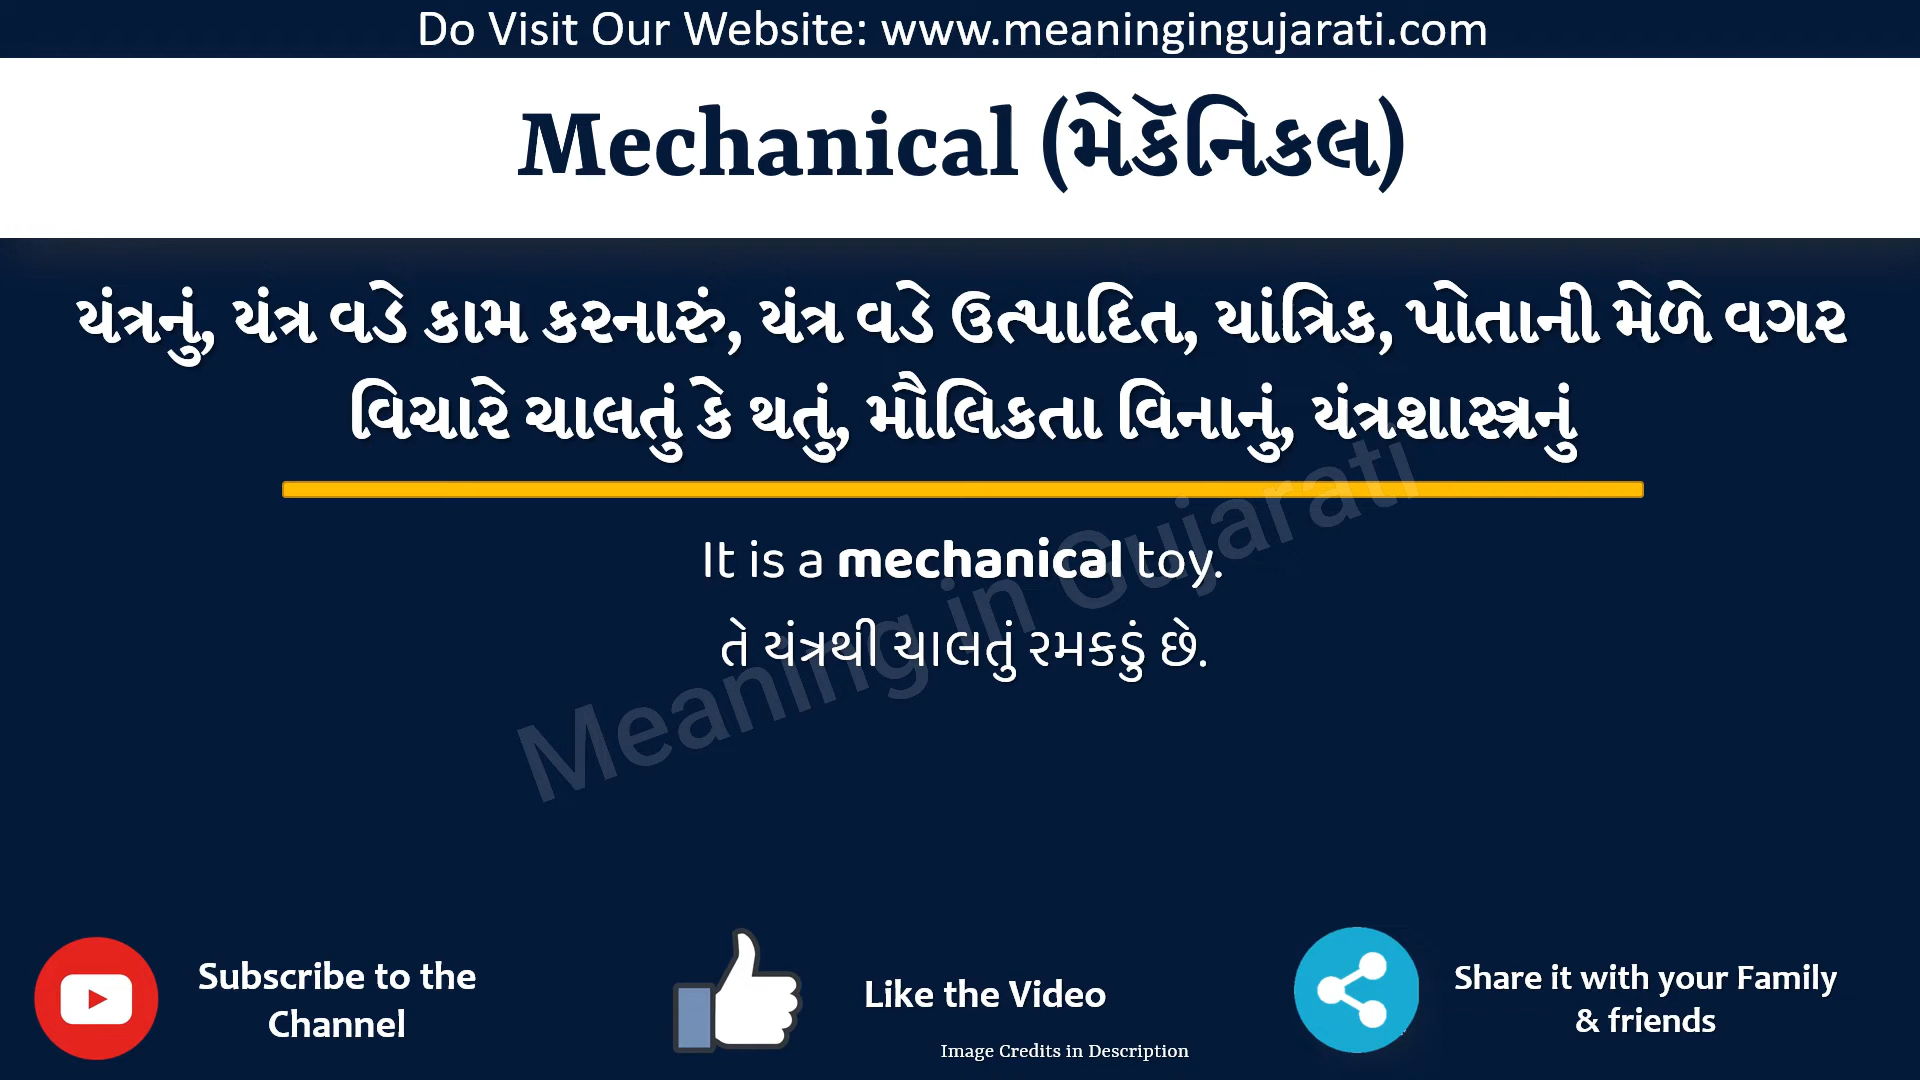 Do Visit Our Website: www.meaningingujarati.com
Mechanical (મેકૅનિકલ)
યંત્રનું, યંત્ર વડે કામ કરનારું, યંત્ર વડે ઉત્પાદિત, યાંત્રિક, પોતાની મેળે વગર
વિચારે ચાલતું કે થતું, મૌલિકતા વિનાનું, યંત્રશાસ્ત્રનું
It is a mechanical toy.
તે યંત્રથી ચાલતું રમકડું છે.
Meaning in Gujarati
Subscribe to the
Channel
Like the Video
Share it with your Family
& friends
Image Credits in Description